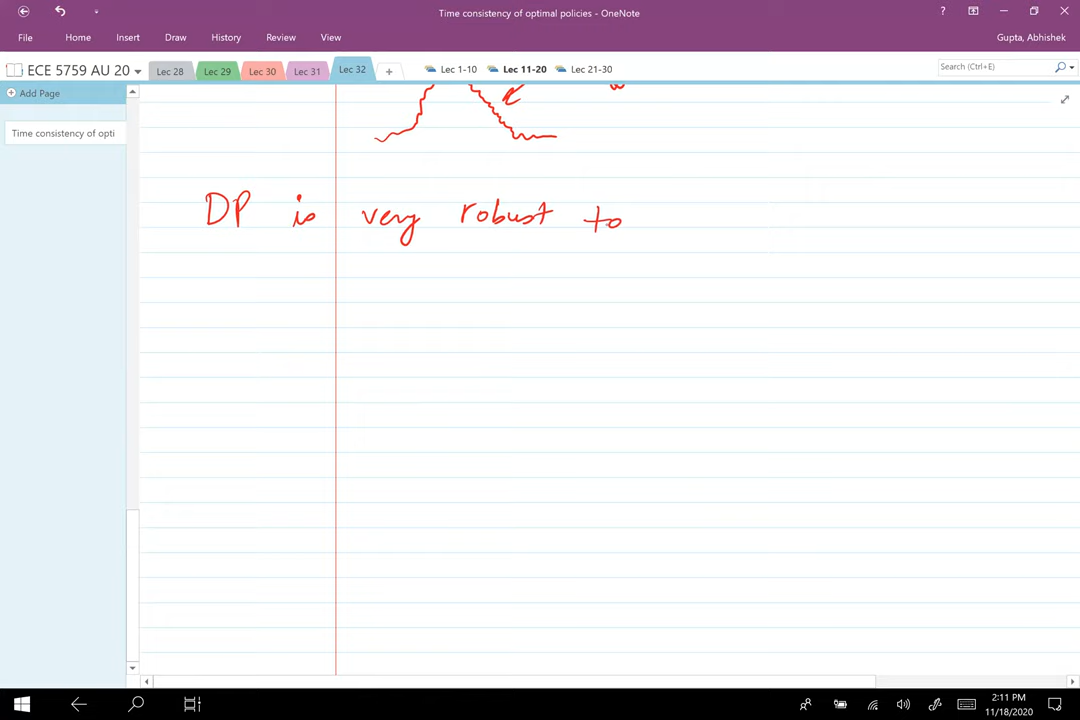 Time consistency of optimal policies - OneNote
?
File
Home
Insert
Draw
History
Review
View
Gupta, Abhishek
ECE 5759 AU 20
Lec 28
Lec 29
Lec 30
Lec 31
Lec 32
+
Lec 1-10
Lec 11-20
Lec 21-30
Search (Ctrl+E)
Add Page
Time consistency of opti
DP is very robust to
2:11 PM
11/18/2020